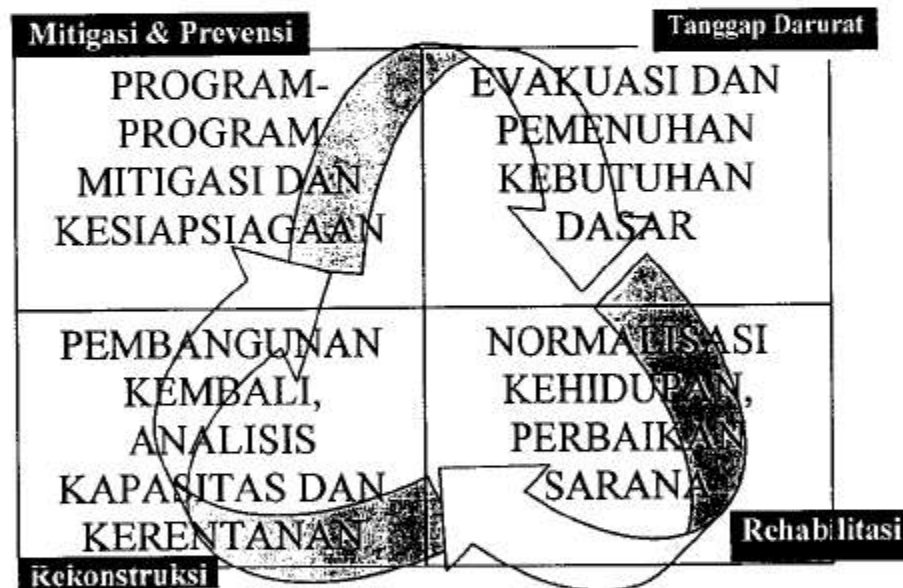 Mitigasi & Prevensi
Tanggap Darurat
PROGRAM-
PROGRAM
MITIGASI DAN
KESIAPSIAGAAN
EVAKUASI DAN
PEMENUHAN
KEBUTUHAN
DASAR
PEMBANGUNAN
KEMBALI,
ANALISIS
KAPASITAS DAN
KERENTANAN
NORMALISASI
KEHIDUPAN,
PERBAIKAN
SARANA
Rekonstruksi
Rehabilitasi